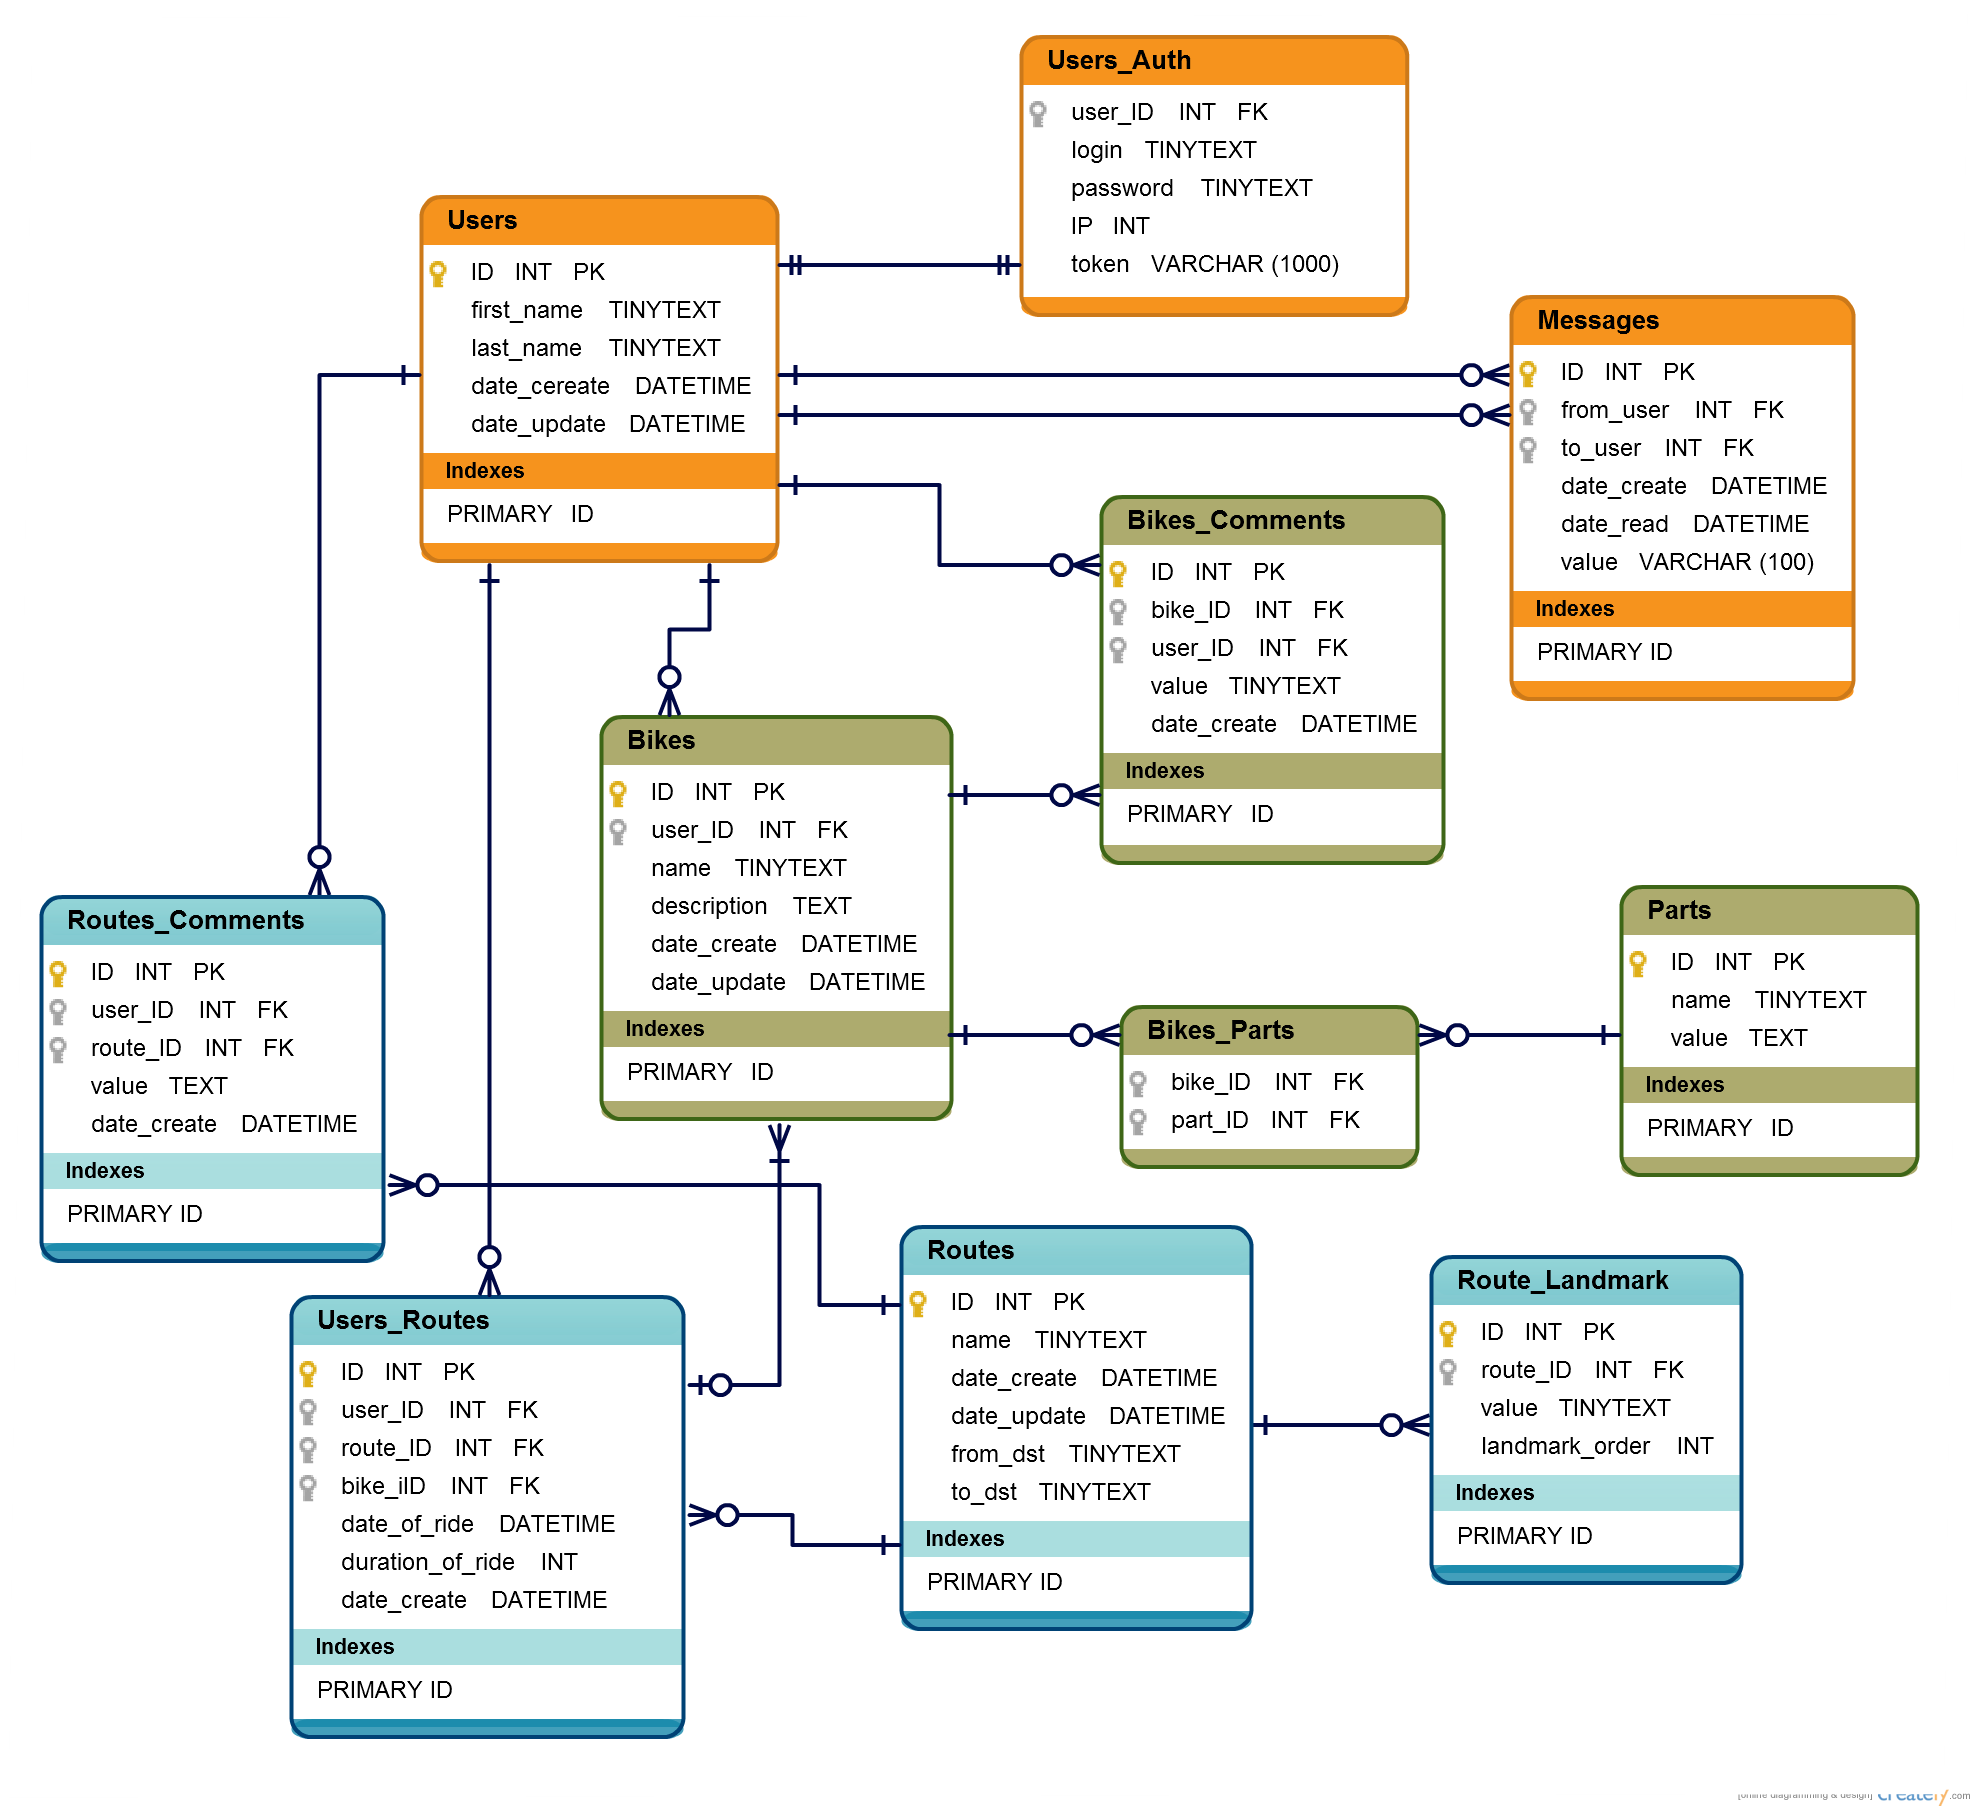 Users_Auth
user_ID INT FK
login TINYTEXT
password TINYTEXT
IP INT
token VARCHAR (1000)
Users
ID INT PK
first_name TINYTEXT
last_name TINYTEXT
date_cereate DATETIME
date_update DATETIME
Indexes
PRIMARY ID
Messages
ID INT PK
from_user INT FK
to_user INT FK
date_create DATETIME
date_read DATETIME
value VARCHAR (100)
Indexes
PRIMARY ID
Bikes_Comments
ID INT PK
bike_ID INT FK
user_ID INT FK
value TINYTEXT
date_create DATETIME
Indexes
PRIMARY ID
Bikes
ID INT PK
user_ID INT FK
name TINYTEXT
description TEXT
date_create DATETIME
date_update DATETIME
Indexes
PRIMARY ID
Routes_Comments
ID INT PK
user_ID INT FK
route_ID INT FK
value TEXT
date_create DATETIME
Indexes
PRIMARY ID
Parts
ID INT PK
name TINYTEXT
value TEXT
Indexes
PRIMARY ID
Bikes_Parts
bike_ID INT FK
part_ID INT FK
Routes
ID INT PK
name TINYTEXT
date_create DATETIME
date_update DATETIME
from_dst TINYTEXT
to_dst TINYTEXT
Indexes
PRIMARY ID
Route_Landmark
ID INT PK
route_ID INT FK
value TINYTEXT
landmark_order INT
Indexes
PRIMARY ID
Users_Routes
ID INT PK
user_ID INT FK
route_ID INT FK
bike_iID INT FK
date_of_ride DATETIME
duration_of_ride INT
date_create DATETIME
Indexes
PRIMARY ID
[online diagramming & design] creately.com